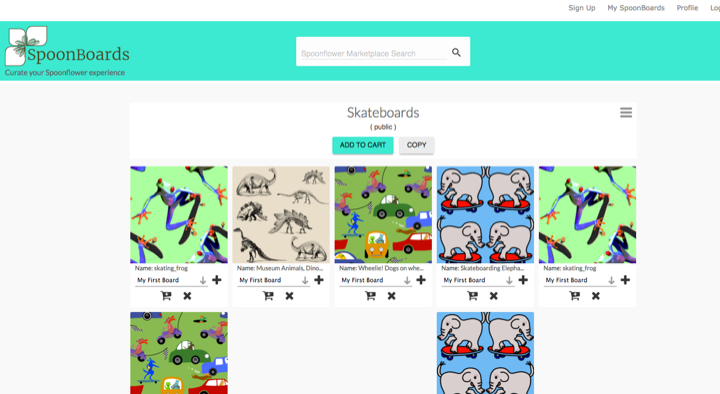 Sign Up My SpoonBoards Profile
SpoonBoards
Curate your Spoonflower experience
Spoonflower Marketplace Search
Skateboards
( public )
ADD TO CART COPY
Name: skating_frog Name: Museum Animals, Dino... Name: Wheelie! Dogs on whe... Name: Skateboarding Elepha... Name: skating_frog
My First Board My First Board My First Board My First Board My First Board